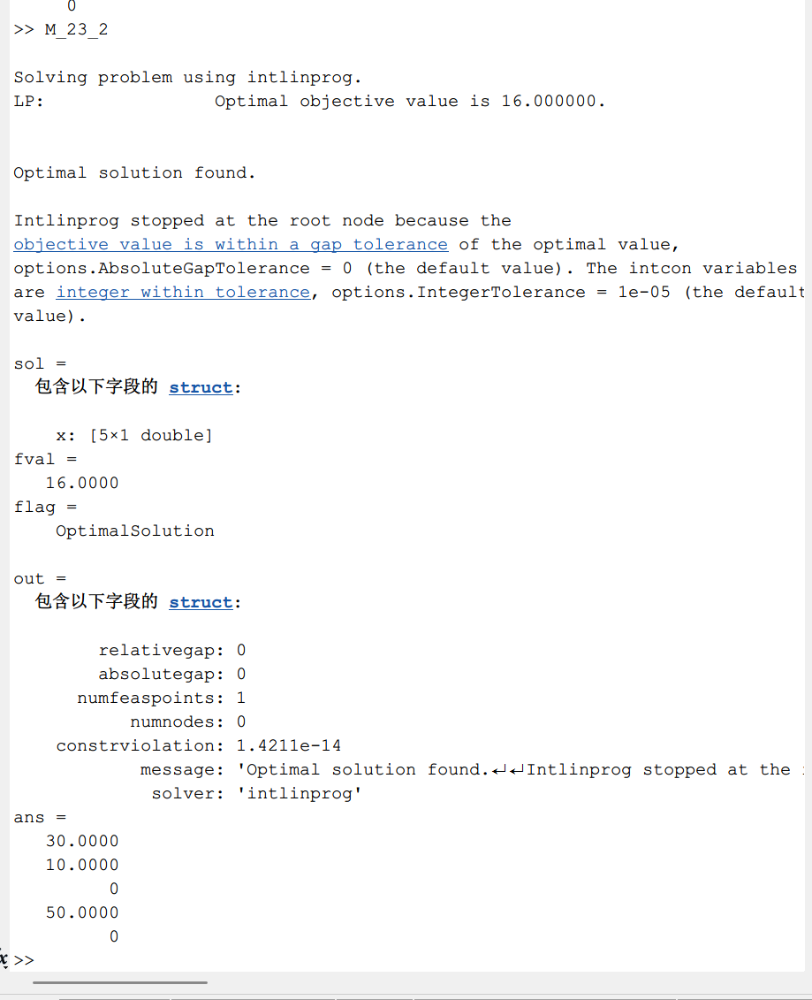 0
>> M_23_2
Solving problem using intlinprog.
LP:                Optimal objective value is 16.000000.
Optimal solution found.
Intlinprog stopped at the root node because the
objective value is within a gap tolerance of the optimal value,
options.AbsoluteGapTolerance = 0 (the default value). The intcon variables
are integer within tolerance, options.IntegerTolerance = 1e-05 (the default
value).
sol =
包含以下字段的 struct:
x: [5×1 double]
fval =
16.0000
flag =
OptimalSolution
out =
包含以下字段的 struct:
relativegap: 0
absolutegap: 0
numfeaspoints: 1
numnodes: 0
constrviolation: 1.4211e-14
message: 'Optimal solution found.↵↵Intlinprog stopped at the
solver: 'intlinprog'
ans =
30.0000
10.0000
0
50.0000
0
>>